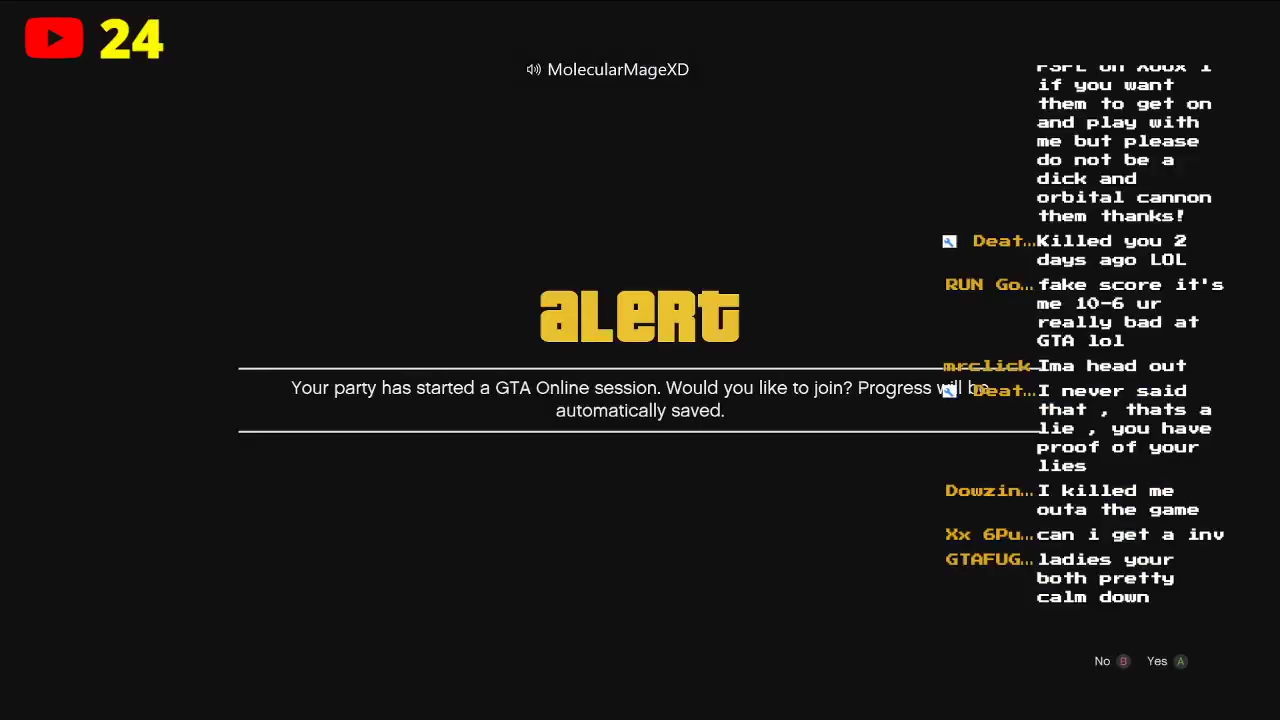 24
MolecularMageXD
if you want
them to get on
and play with
me but please
do not be a
dick and
orbital cannon
them thanks!
Deat... Killed you 2
days ago LOL
RUN Go... fake score it's
me 10-6 ur
really bad at
GTA lol
mrclick Ima head out
Deat... I never said
that , thats a
lie , you have
proof of your
lies
Dowzin... I killed me
outa the game
Xx 6Pu... can i get a inv
GTAFUG... ladies your
both pretty
calm down
alert
Your party has started a GTA Online session. Would you like to join? Progress will be
automatically saved.
No B Yes A